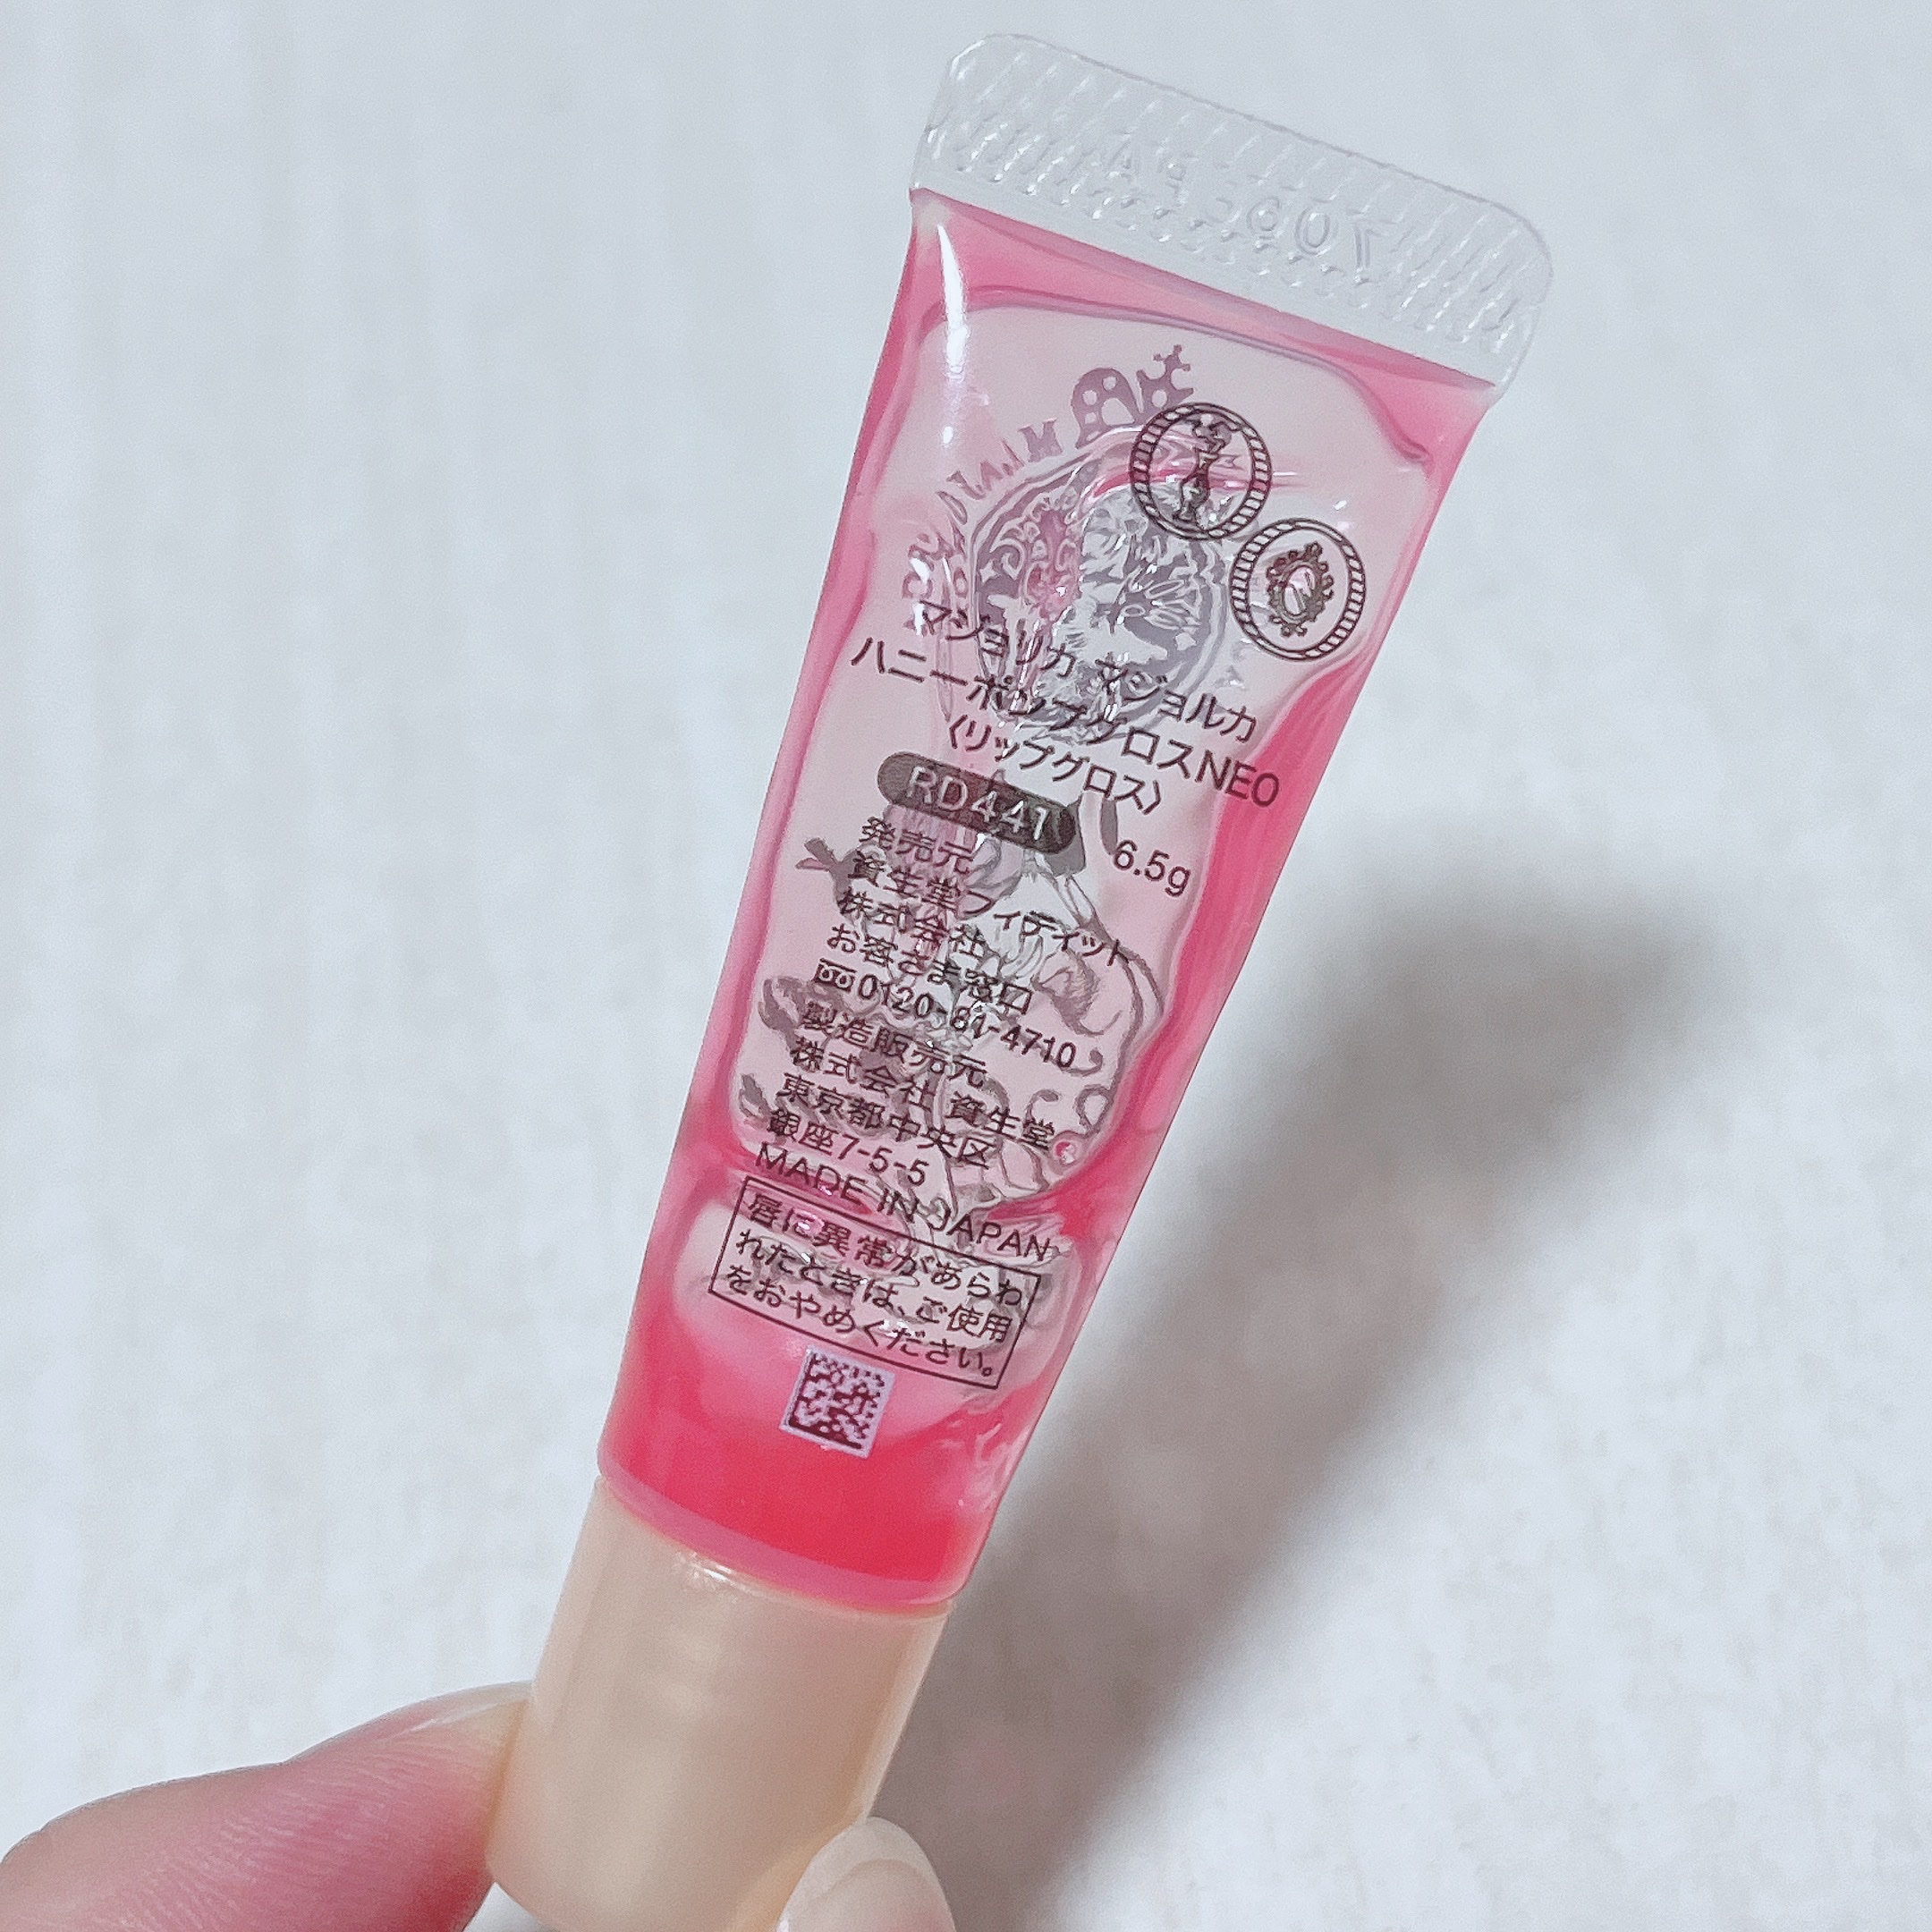 マジョリカ マジョルカ
ハニーポンプグロスNEO
〈リップグロス〉
RD441 6.5g
発売元
資生堂フィティット
株式会社
お客さま窓口
0120-81-4710
製造販売元
株式会社 資生堂
東京都中央区
銀座7-5-5
MADE IN JAPAN
唇に異常があらわ
れたときは、ご使用
をおやめください。